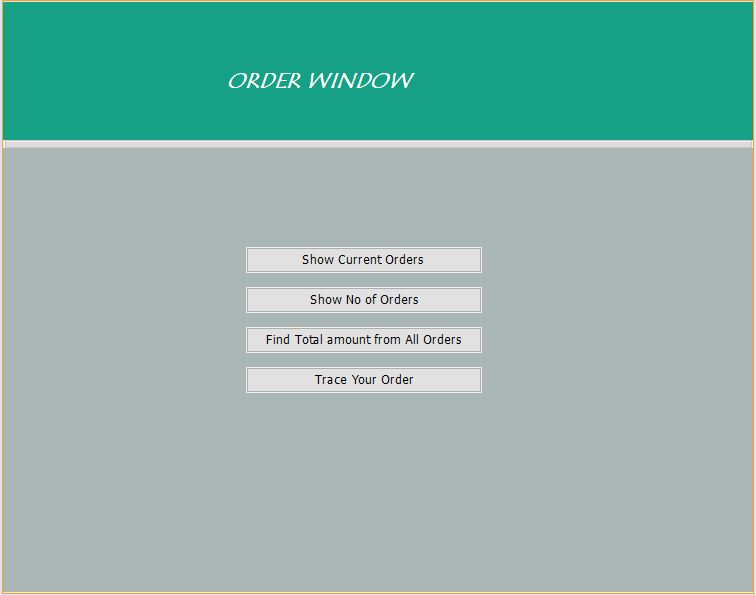 ORDER WINDOW
Show Current Orders
Show No of Orders
Find Total amount from All Orders
Trace Your Order